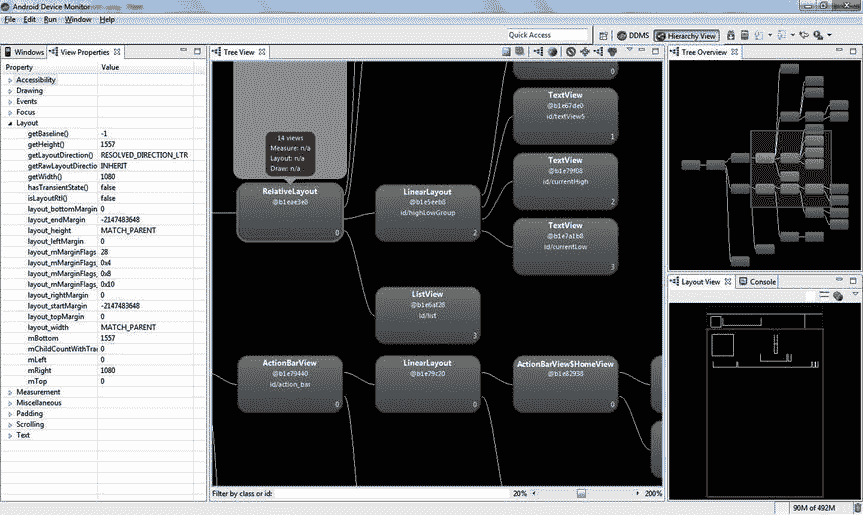 Android Device Monitor
File Edit Run Window Help
Quick Access
DDMS
Hierarchy View
Windows
View Properties
Property Value
Accessibility
Drawing
Events
Focus
Layout
getBaseline() -1
getHeight() 1557
getLayoutDirection() RESOLVED_DIRECTION_LTR
getRawLayoutDirectio INHERIT
getWidth() 1080
hasTransientState() false
isLayoutRtl() false
layout_bottomMargin 0
layout_endMargin -2147483648
layout_height MATCH_PARENT
layout_leftMargin 0
layout_mMarginFlags 28
layout_mMarginFlags_ 0x4
layout_mMarginFlags_ 0x8
layout_mMarginFlags_ 0x10
layout_rightMargin 0
layout_startMargin -2147483648
layout_topMargin 0
layout_width MATCH_PARENT
mBottom 1557
mChildCountWithTra 0
mLeft 0
mRight 1080
mTop 0
Measurement
Miscellaneous
Padding
Scrolling
Text
Tree View
0
TextView
@b1e67de0
id/textView5
1
14 views
Measure: n/a
Layout: n/a
Draw: n/a
RelativeLayout
@b1eae3e8
0
LinearLayout
@b1e5eeb8
id/highLowGroup
2
TextView
@b1e79f08
id/currentHigh
2
TextView
@b1e7a1b8
id/currentLow
3
ListView
@b1e6af28
id/list
3
ActionBarView
@b1e79440
id/action_bar
0
LinearLayout
@b1e79c20
0
ActionBarView$HomeView
@b1e82938
0
Filter by class or id:
20%
200%
Tree Overview
Layout View
Console
90M of 492M